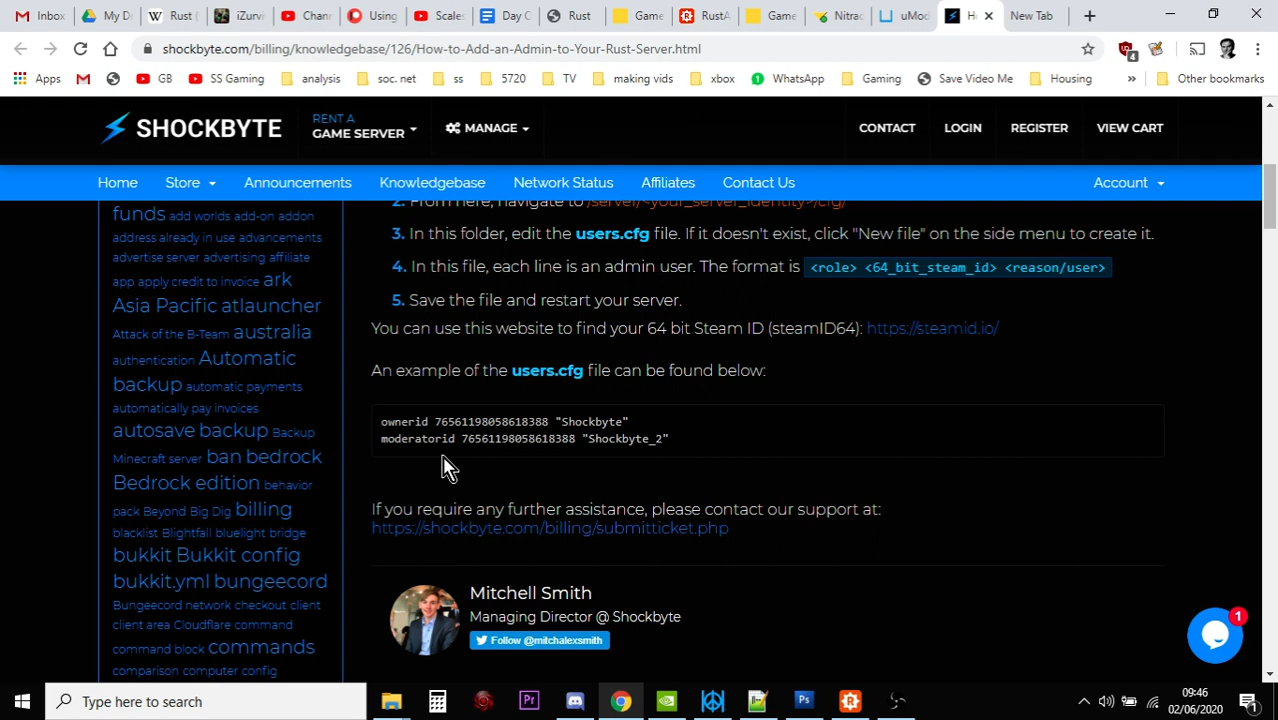 Inbox
My D
Rust (
iZurvi
Chann
Using
Scales
Day C
Rust
Game
RustA
Game
Nitrac
uMod
H
New Tab
shockbyte.com/billing/knowledgebase/126/How-to-Add-an-Admin-to-Your-Rust-Server.html
4
Apps
GB
SS Gaming
analysis
soc. net
ss
5720
TV
making vids
xbox
WhatsApp
Gaming
Save Video Me
Housing
»
Other bookmarks
SHOCKBYTE
RENT A
GAME SERVER
MANAGE
CONTACT
LOGIN
REGISTER
VIEW CART
Home
Store
Announcements
Knowledgebase
Network Status
Affiliates
Contact Us
Account
funds add worlds add-on addon
address already in use advancements
advertise server advertising affiliate
app apply credit to invoice ark
Asia Pacific atlauncher
Attack of the B-Team australia
authentication Automatic
backup automatic payments
automatically pay invoices
autosave backup Backup
Minecraft server ban bedrock
Bedrock edition behavior
pack Beyond Big Dig billing
blacklist Blightfall bluelight bridge
bukkit Bukkit config
bukkit.yml bungeecord
Bungeecord network checkout client
client area Cloudflare command
command block commands
comparison computer config
2. From here, navigate to /server/<your_server_identity>/cfg/
3. In this folder, edit the users.cfg file. If it doesn't exist, click "New file" on the side menu to create it.
4. In this file, each line is an admin user. The format is <role> <64_bit_steam_id> <reason/user>
5. Save the file and restart your server.
You can use this website to find your 64 bit Steam ID (steamID64): https://steamid.io/
An example of the users.cfg file can be found below:
ownerid 76561198058618388 "Shockbyte"
moderatorid 76561198058618388 "Shockbyte_2"
If you require any further assistance, please contact our support at:
https://shockbyte.com/billing/submitticket.php
Mitchell Smith
Managing Director @ Shockbyte
Follow @mitchalexsmith
1
Type here to search
Pr
Ps
09:46
02/06/2020
1